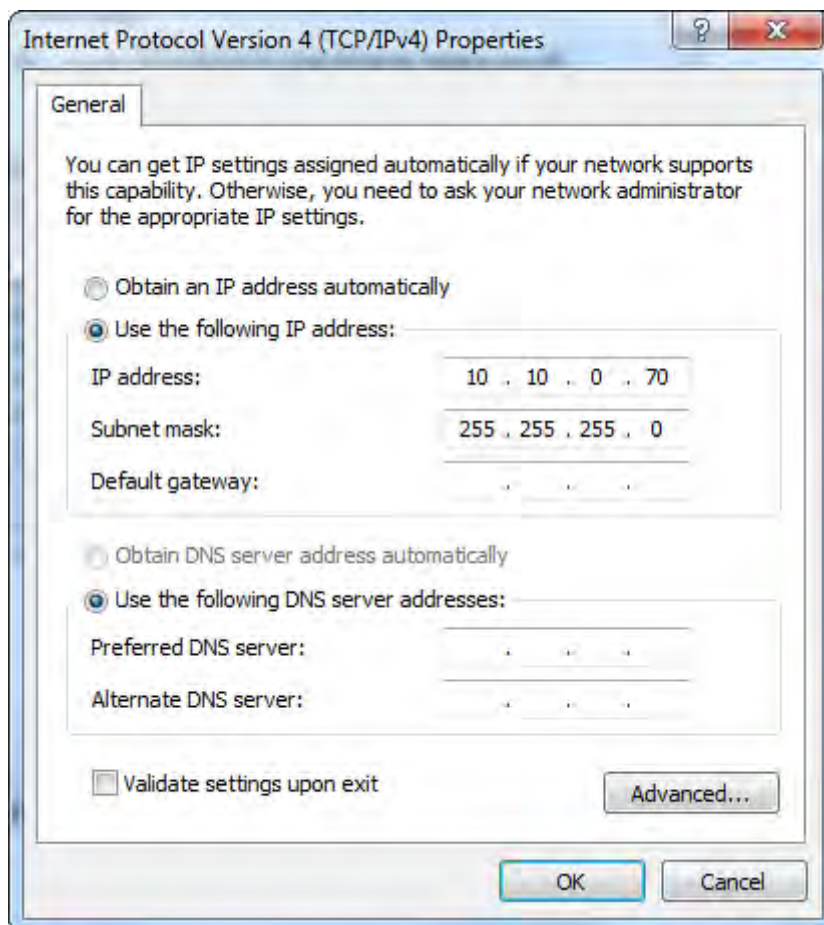 Internet Protocol Version 4 (TCP/IPv4) Properties
General
You can get IP settings assigned automatically if your network supports
this capability. Otherwise, you need to ask your network administrator
for the appropriate IP settings.
Obtain an IP address automatically
Use the following IP address:
IP address: 10 . 10 . 0 . 70
Subnet mask: 255 . 255 . 255 . 0
Default gateway: . . .
Obtain DNS server address automatically
Use the following DNS server addresses:
Preferred DNS server: . . .
Alternate DNS server: . . .
Validate settings upon exit
Advanced...
OK Cancel